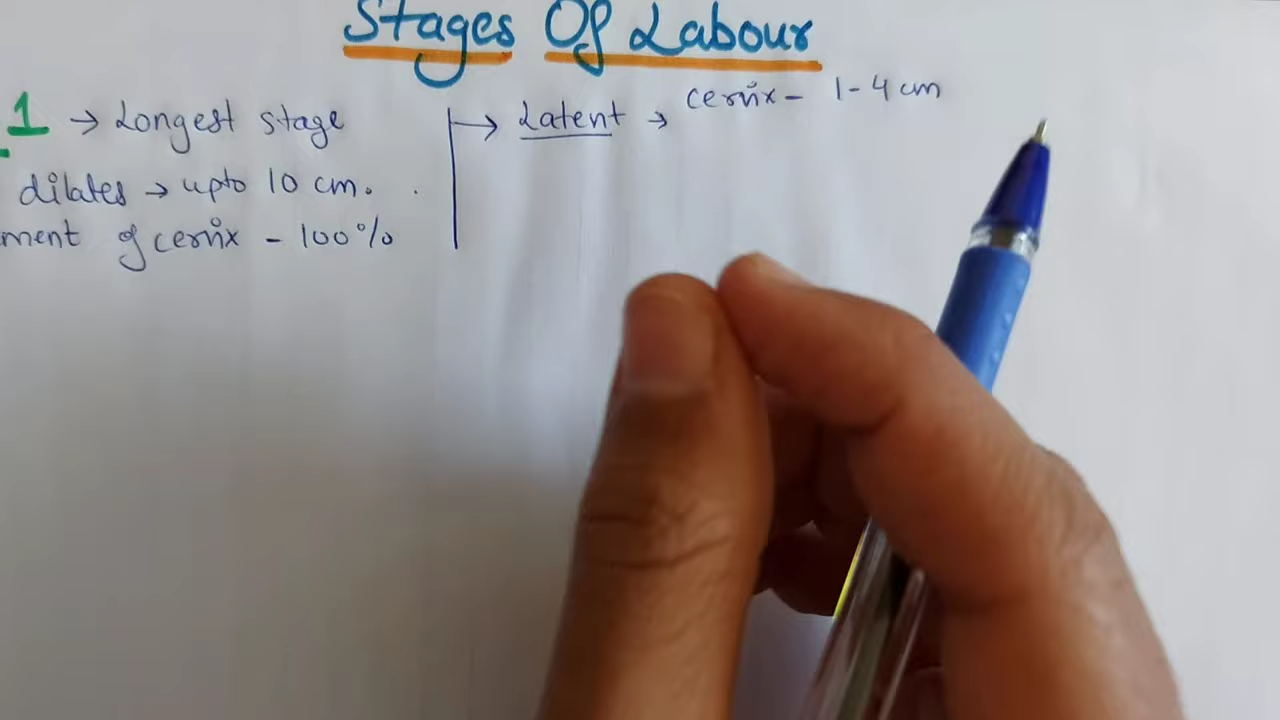 Stages Of Labour
1 → Longest stage
dilates → upto 10 cm.
ment of cervix - 100%
→ Latent → cervix - 1-4 cm